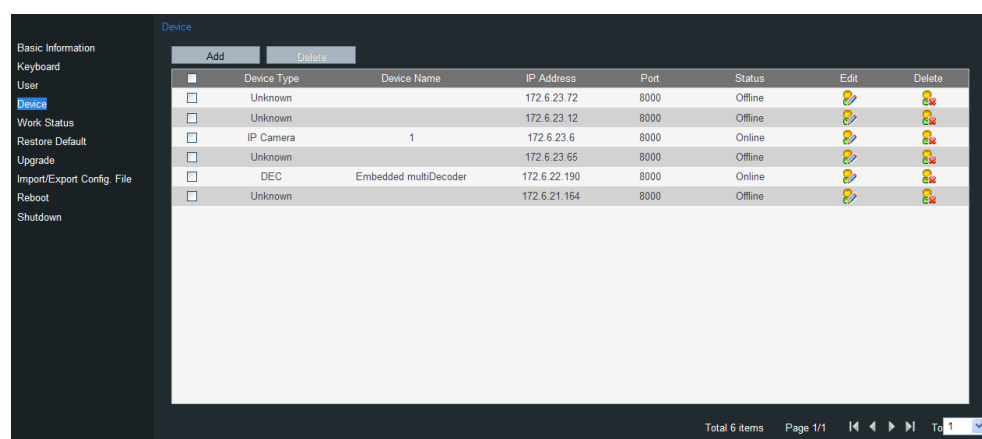 Device
Basic Information
Keyboard
User
Device
Work Status
Restore Default
Upgrade
Import/Export Config. File
Reboot
Shutdown
Add Delete
Device Type Device Name IP Address Port Status Edit Delete
Unknown 172.6.23.72 8000 Offline
Unknown 172.6.23.12 8000 Offline
IP Camera 1 172.6.23.6 8000 Online
Unknown 172.6.23.65 8000 Offline
DEC Embedded multiDecoder 172.6.22.190 8000 Online
Unknown 172.6.21.164 8000 Offline
Total 6 items Page 1/1 To 1